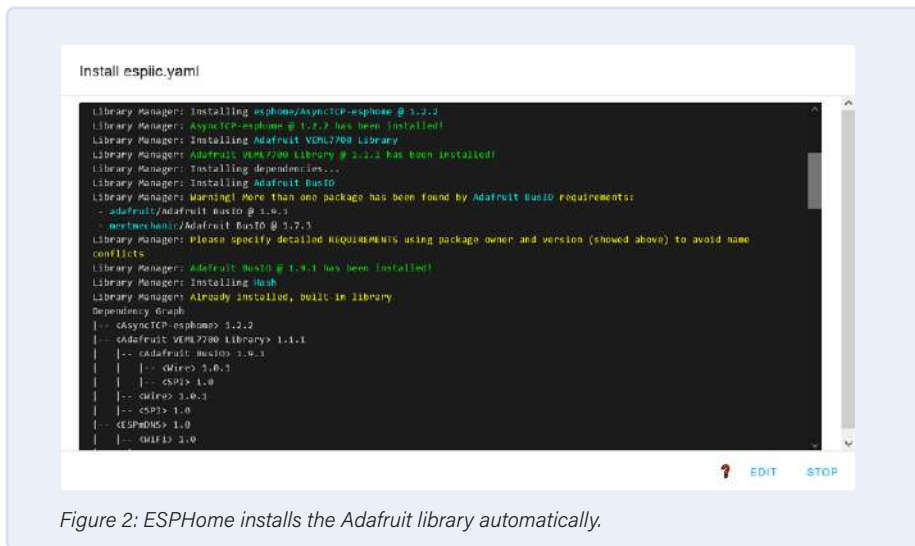 Install espiic.yaml
Library Manager: Installing esphome/AsyncTCP-esphome @ 1.2.2
Library Manager: AsyncTCP-esphome @ 1.2.2 has been installed!
Library Manager: Installing Adafruit VEML7700 Library
Library Manager: Adafruit VEML7700 Library @ 1.1.1 has been installed!
Library Manager: Installing dependencies...
Library Manager: Installing Adafruit BusIO
Library Manager: Warning! More than one package has been found by Adafruit BusIO requirements:
- adafruit/Adafruit BusIO @ 1.9.1
- mertmechanic/Adafruit BusIO @ 1.7.3
Library Manager: Please specify detailed REQUIREMENTS using package owner and version (showed above) to avoid name
conflicts
Library Manager: Adafruit BusIO @ 1.9.1 has been installed!
Library Manager: Installing Hash
Library Manager: Already installed, built-in library
Dependency Graph
|-- <AsyncTCP-esphome> 1.2.2
|-- <Adafruit VEML7700 Library> 1.1.1
|   |-- <Adafruit BusIO> 1.9.1
|   |   |-- <Wire> 1.0.1
|   |   |-- <SPI> 1.0
|   |-- <Wire> 1.0.1
|   |-- <SPI> 1.0
|-- <ESPmDNS> 1.0
|   |-- <WiFi> 1.0
? EDIT STOP
Figure 2: ESPHome installs the Adafruit library automatically.